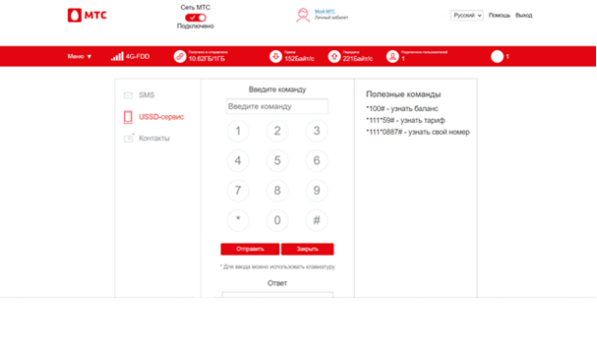 МТС
Сеть МТС:
Подключено
Мой МТС
Личный кабинет
Русский
Помощь Выход
Меню ▼
4G-FDD
Получено и отправлено
10.62ГБ/1ГБ
Прием
152Байт/с
Передача
221Байт/с
Подключенные пользователи
1
1
SMS
USSD-сервис
Контакты
Введите команду
Введите команду
1 2 3
4 5 6
7 8 9
* 0 #
Отправить Закрыть
* Для ввода можно использовать клавиатуру
Ответ
Полезные команды
*100# - узнать баланс
*111*59# - узнать тариф
*111*0887# - узнать свой номер